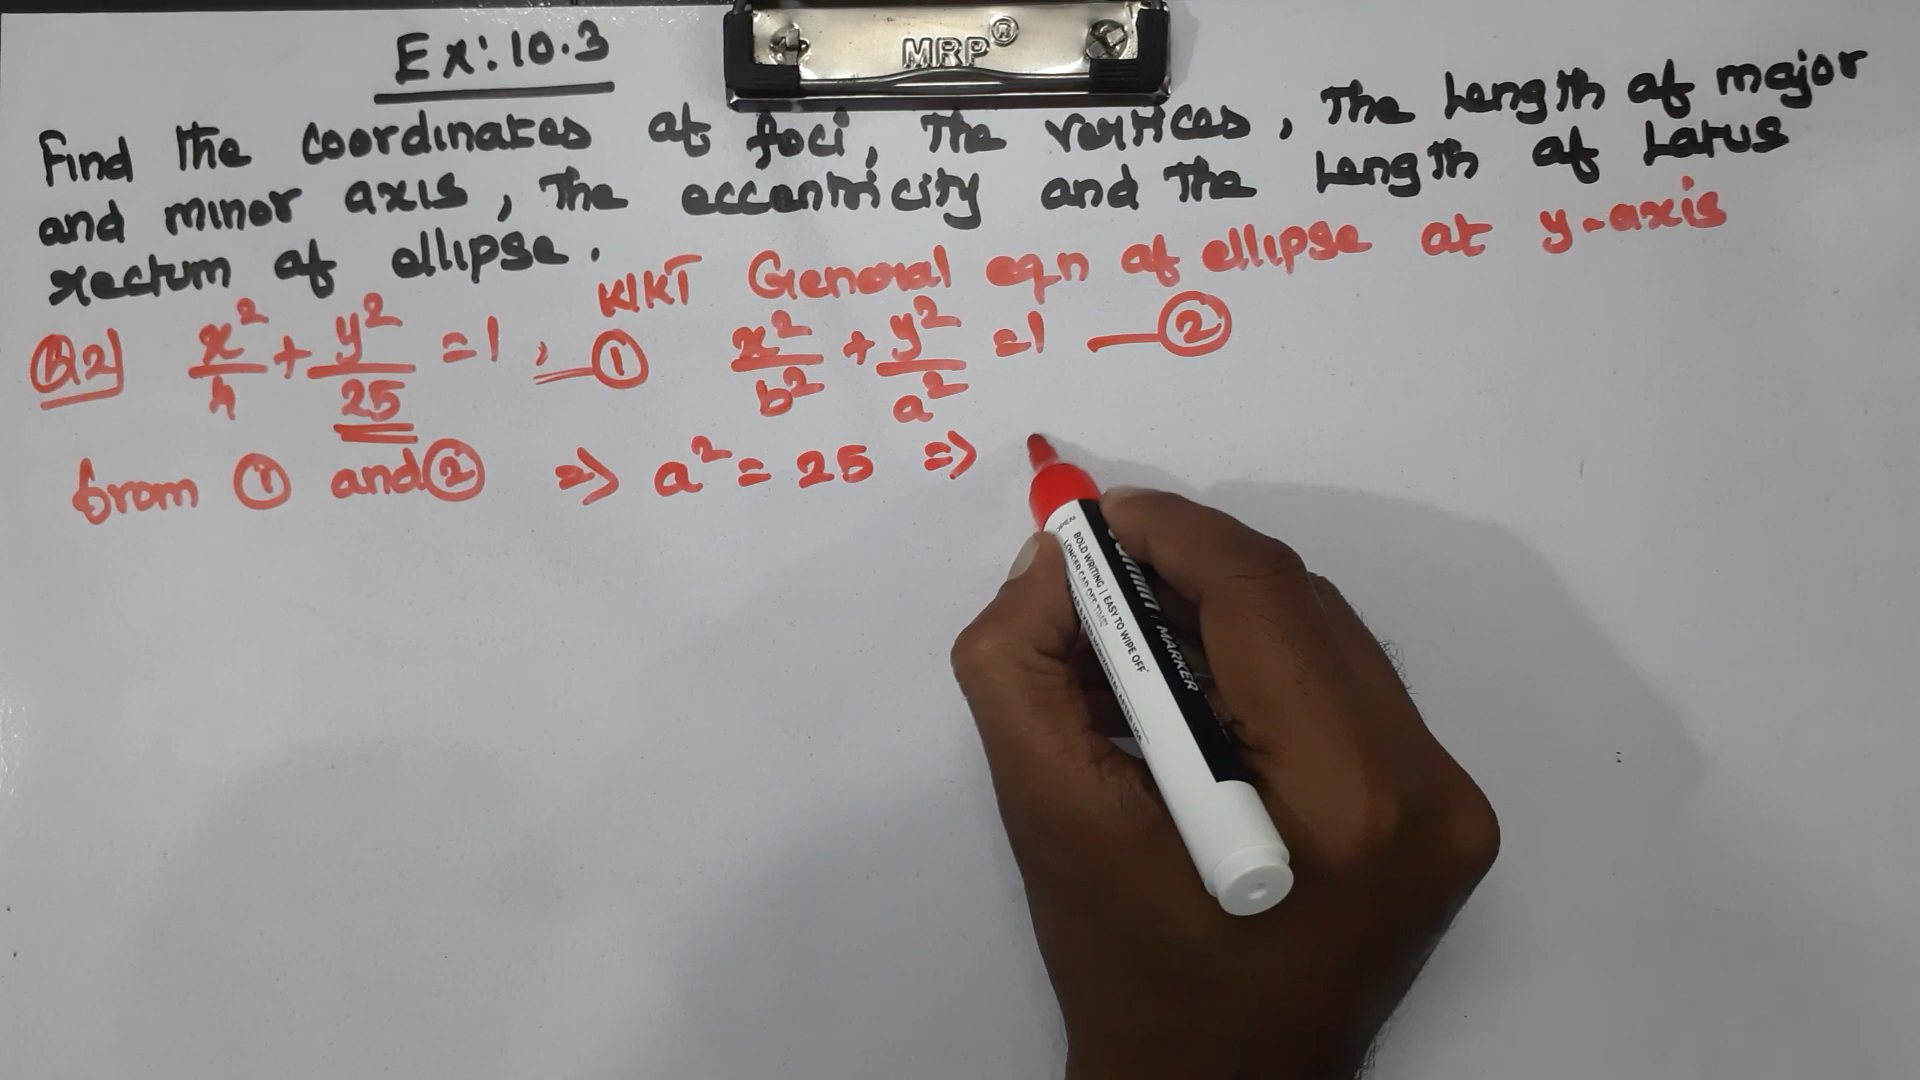 MRP®
Ex: 10.3
Find the coordinates of foci, The vertices, The Length of major
and minor axis, The eccentricity and The Length of Latus
rectum of ellipse.
WKT General eqn of ellipse at y-axis
Q2] x²/4 + y²/25 = 1, —① x²/b² + y²/a² = 1 —②
from ① and ② => a² = 25 =>
BOLD WRITING | EASY TO WIPE OFF
MARKER